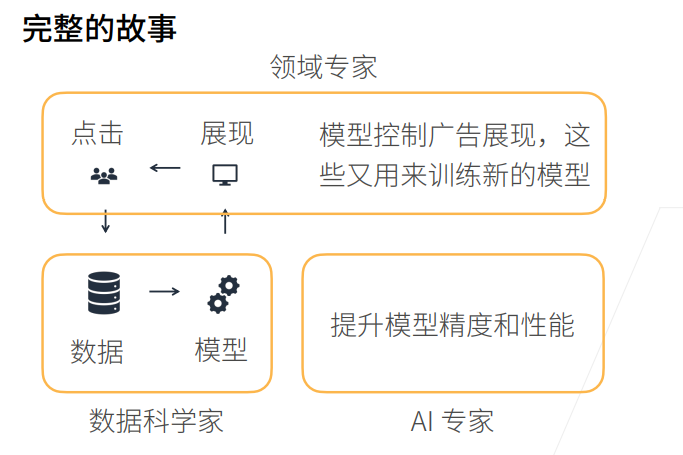 完整的故事
领域专家
点击
展现
模型控制广告展现，这
些又用来训练新的模型
数据
模型
提升模型精度和性能
数据科学家
AI 专家